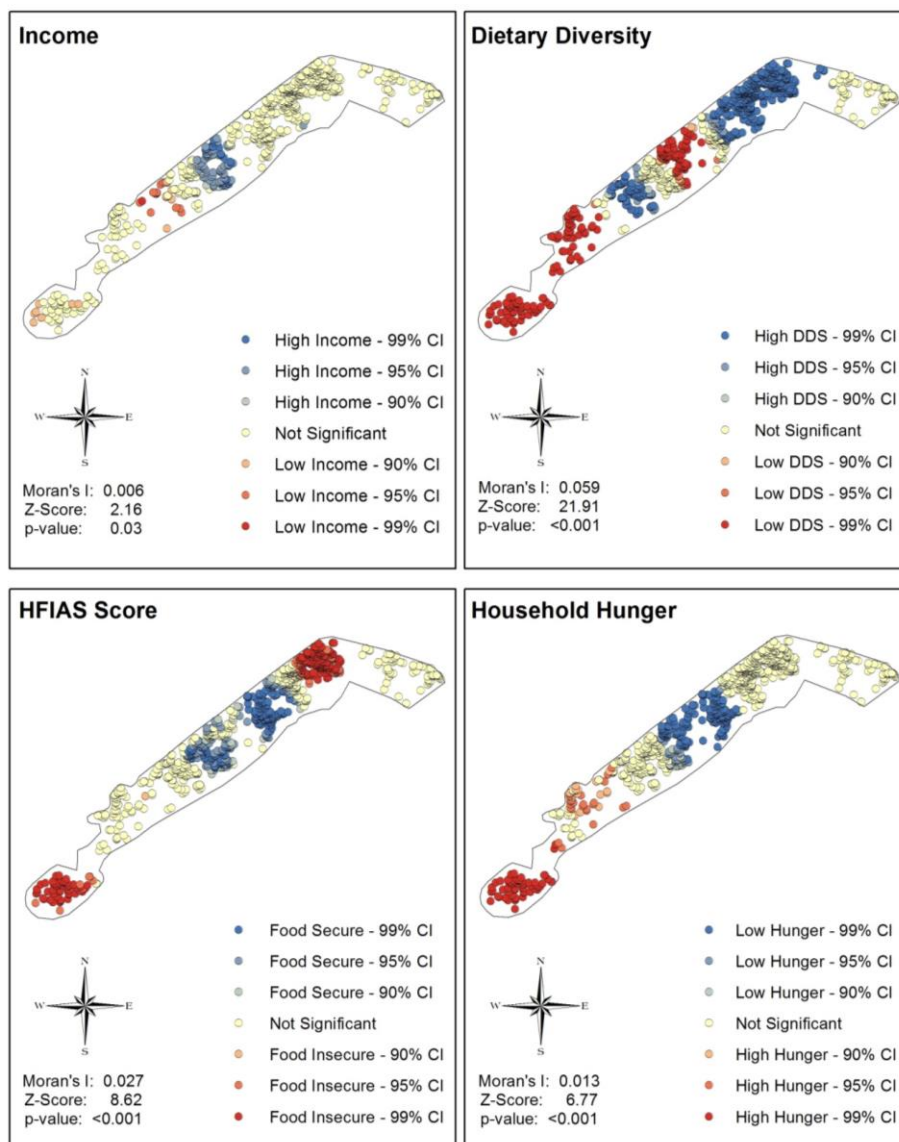 Income
N
W
E
S
High Income - 99% CI
High Income - 95% CI
High Income - 90% CI
Not Significant
Low Income - 90% CI
Low Income - 95% CI
Low Income - 99% CI
Moran's I: 0.006
Z-Score: 2.16
p-value: 0.03
Dietary Diversity
N
W
E
S
High DDS - 99% CI
High DDS - 95% CI
High DDS - 90% CI
Not Significant
Low DDS - 90% CI
Low DDS - 95% CI
Low DDS - 99% CI
Moran's I: 0.059
Z-Score: 21.91
p-value: <0.001
HFIAS Score
N
W
E
S
Food Secure - 99% CI
Food Secure - 95% CI
Food Secure - 90% CI
Not Significant
Food Insecure - 90% CI
Food Insecure - 95% CI
Food Insecure - 99% CI
Moran's I: 0.027
Z-Score: 8.62
p-value: <0.001
Household Hunger
N
W
E
S
Low Hunger - 99% CI
Low Hunger - 95% CI
Low Hunger - 90% CI
Not Significant
High Hunger - 90% CI
High Hunger - 95% CI
High Hunger - 99% CI
Moran's I: 0.013
Z-Score: 6.77
p-value: <0.001